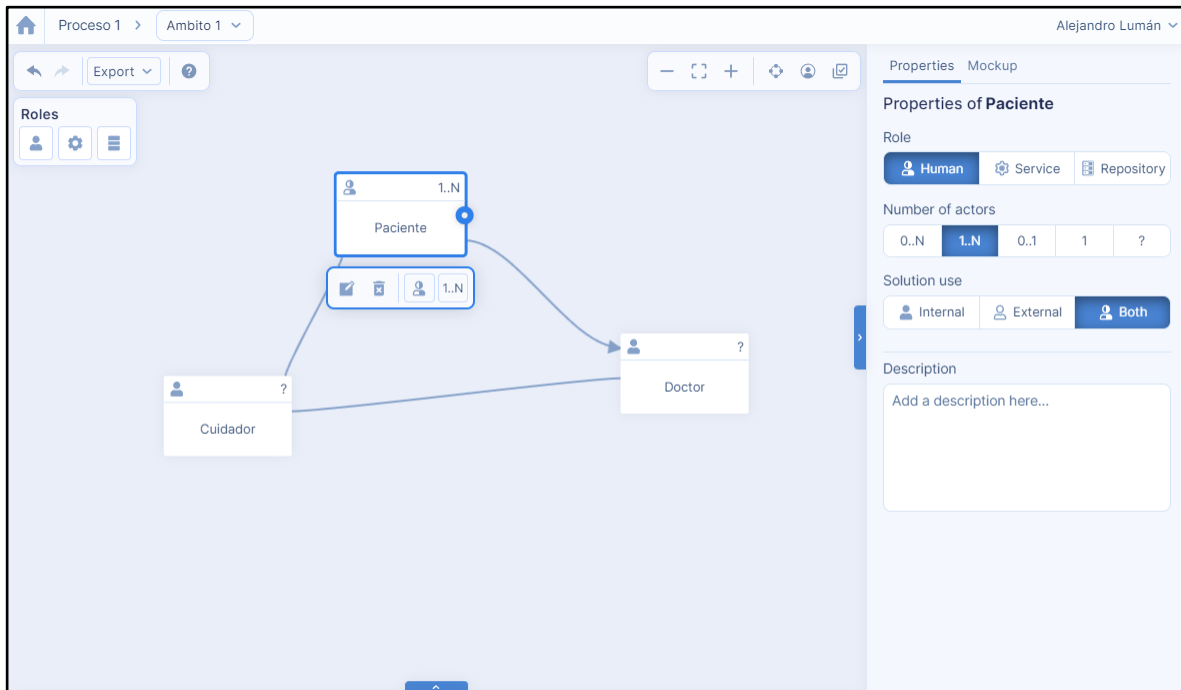 Proceso 1
Ambito 1
Alejandro Lumán
Export
Roles
1..N
Paciente
1..N
?
Doctor
?
Cuidador
Properties
Mockup
Properties of Paciente
Role
Human
Service
Repository
Number of actors
0..N
1..N
0..1
1
?
Solution use
Internal
External
Both
Description
Add a description here...